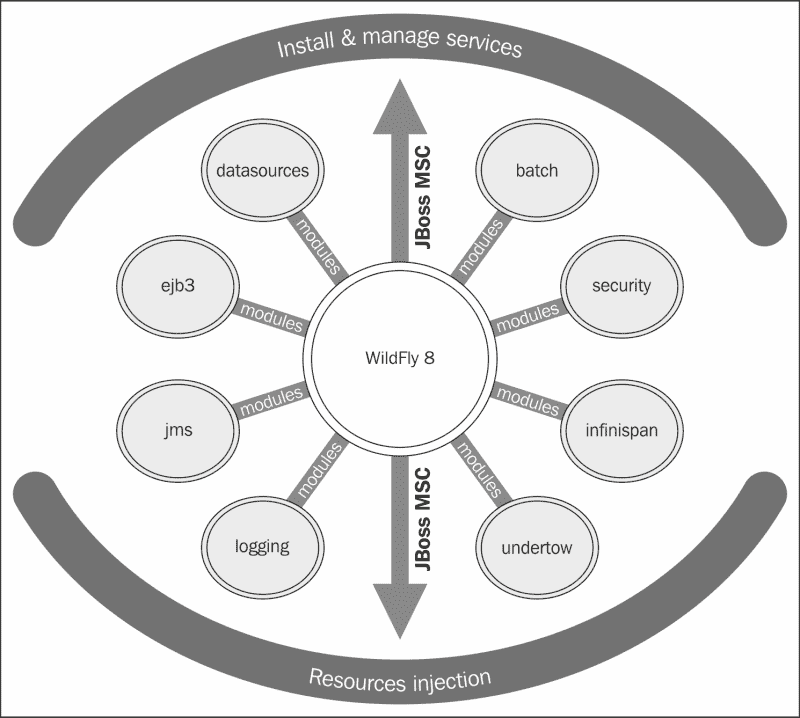 Install & manage services
datasources
batch
JBoss MSC
modules
modules
ejb3
security
modules
modules
WildFly 8
modules
modules
jms
infinispan
modules
modules
JBoss MSC
logging
undertow
Resources injection